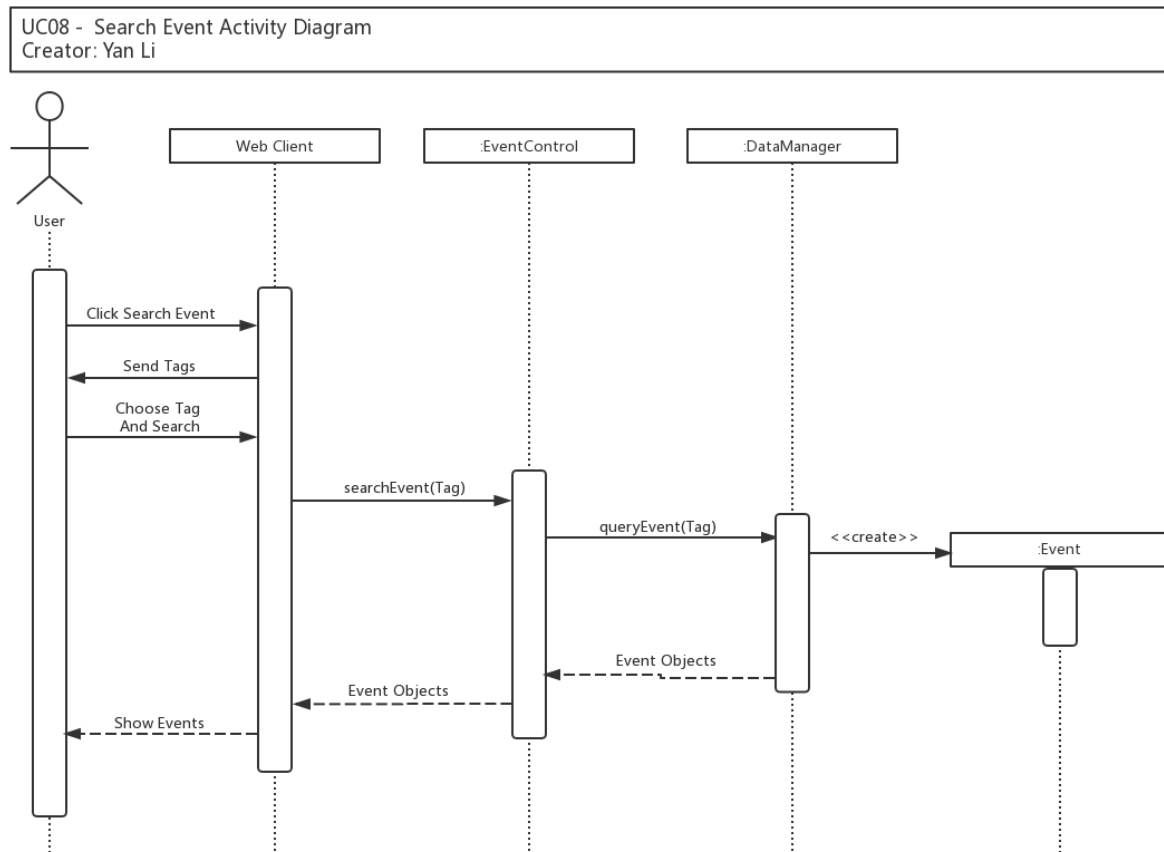 UC08 -  Search Event Activity Diagram
Creator: Yan Li
Web Client
:EventControl
:DataManager
User
Click Search Event
Send Tags
Choose Tag
And Search
searchEvent(Tag)
queryEvent(Tag)
<<create>>
:Event
Event Objects
Event Objects
Show Events